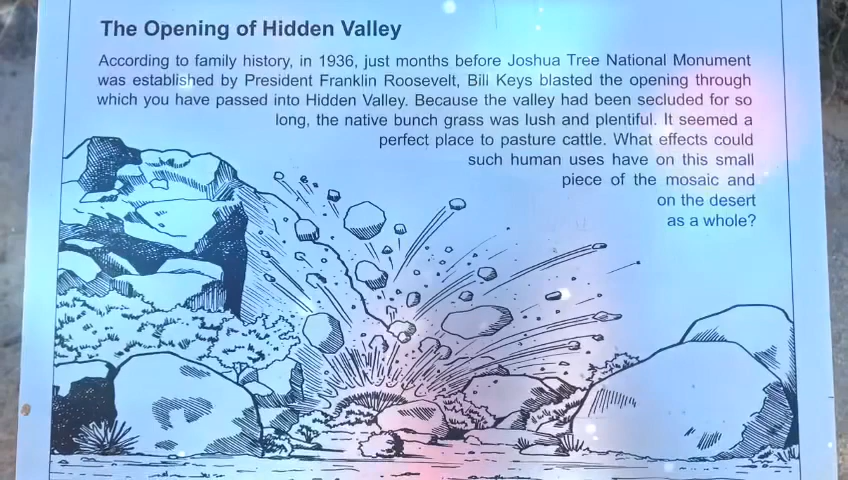 The Opening of Hidden Valley
According to family history, in 1936, just months before Joshua Tree National Monument
was established by President Franklin Roosevelt, Bill Keys blasted the opening through
which you have passed into Hidden Valley. Because the valley had been secluded for so
long, the native bunch grass was lush and plentiful. It seemed a
perfect place to pasture cattle. What effects could
such human uses have on this small
piece of the mosaic and
on the desert
as a whole?